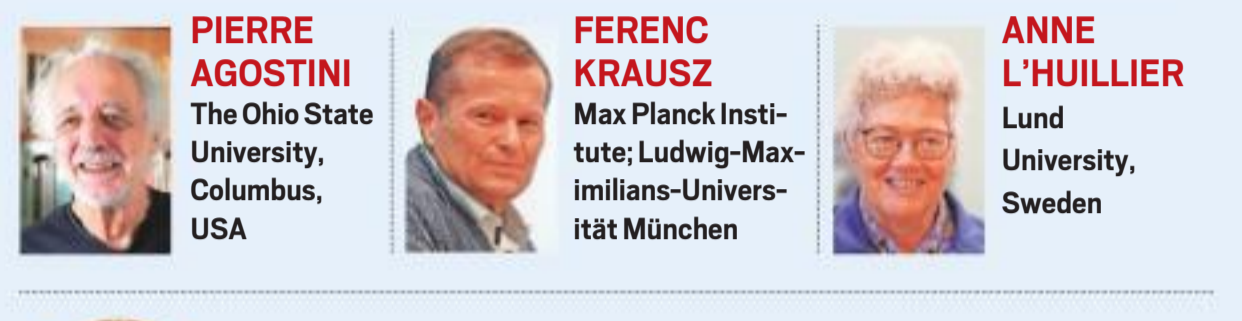 PIERRE
AGOSTINI
The Ohio State
University,
Columbus,
USA
FERENC
KRAUSZ
Max Planck Insti-
tute; Ludwig-Max-
imilians-Univers-
ität München
ANNE
L’HUILLIER
Lund
University,
Sweden